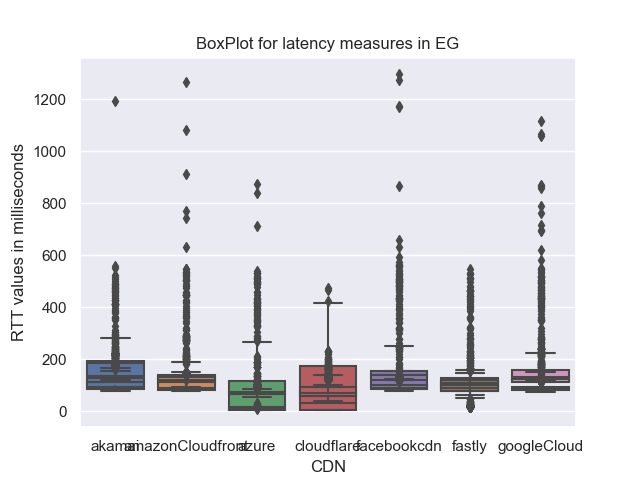 BoxPlot for latency measures in EG
RTT values in milliseconds
1200
1000
800
600
400
200
0
akamai amazonCloudfront azure cloudflare facebookcdn fastly googleCloud
CDN